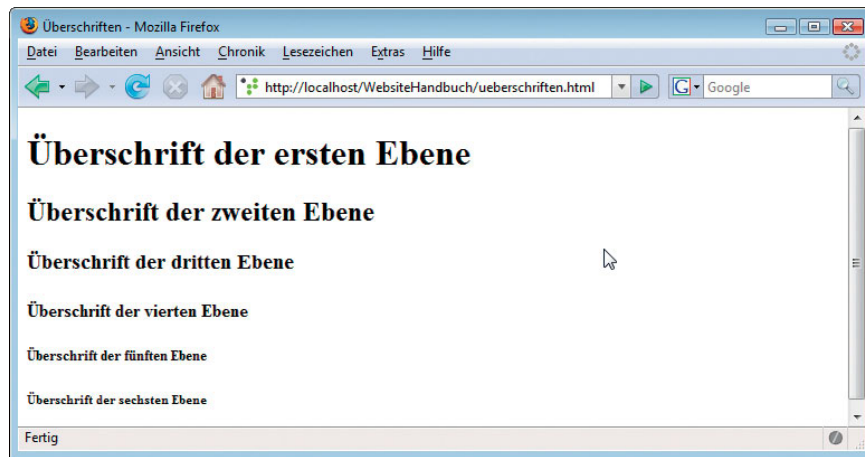 Überschriften - Mozilla Firefox
Datei Bearbeiten Ansicht Chronik Lesezeichen Extras Hilfe
http://localhost/WebsiteHandbuch/ueberschriften.html G Google
Überschrift der ersten Ebene
Überschrift der zweiten Ebene
Überschrift der dritten Ebene
Überschrift der vierten Ebene
Überschrift der fünften Ebene
Überschrift der sechsten Ebene
Fertig